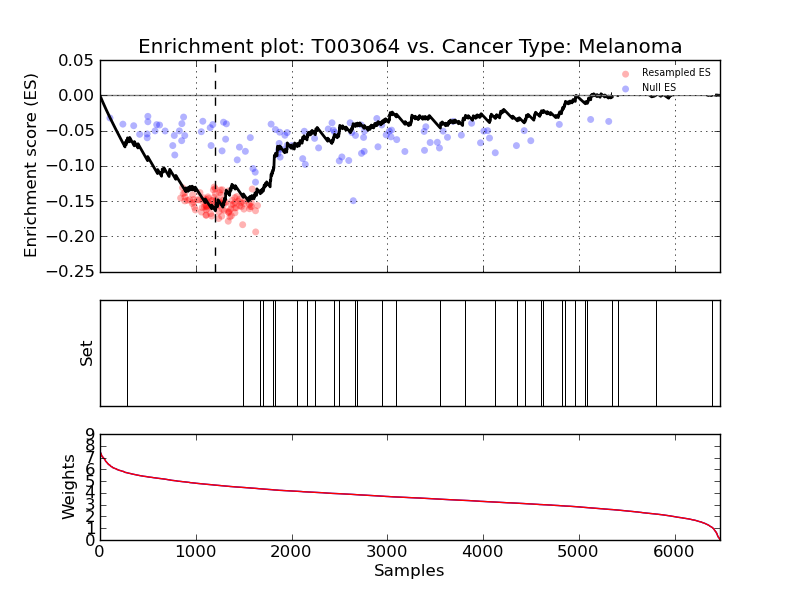 Enrichment plot: T003064 vs. Cancer Type: Melanoma
0.05
0.00
−0.05
−0.10
−0.15
−0.20
−0.25
Enrichment score (ES)
Resampled ES
Null ES
Set
9
8
7
6
5
4
3
2
1
0
Weights
0 1000 2000 3000 4000 5000 6000
Samples